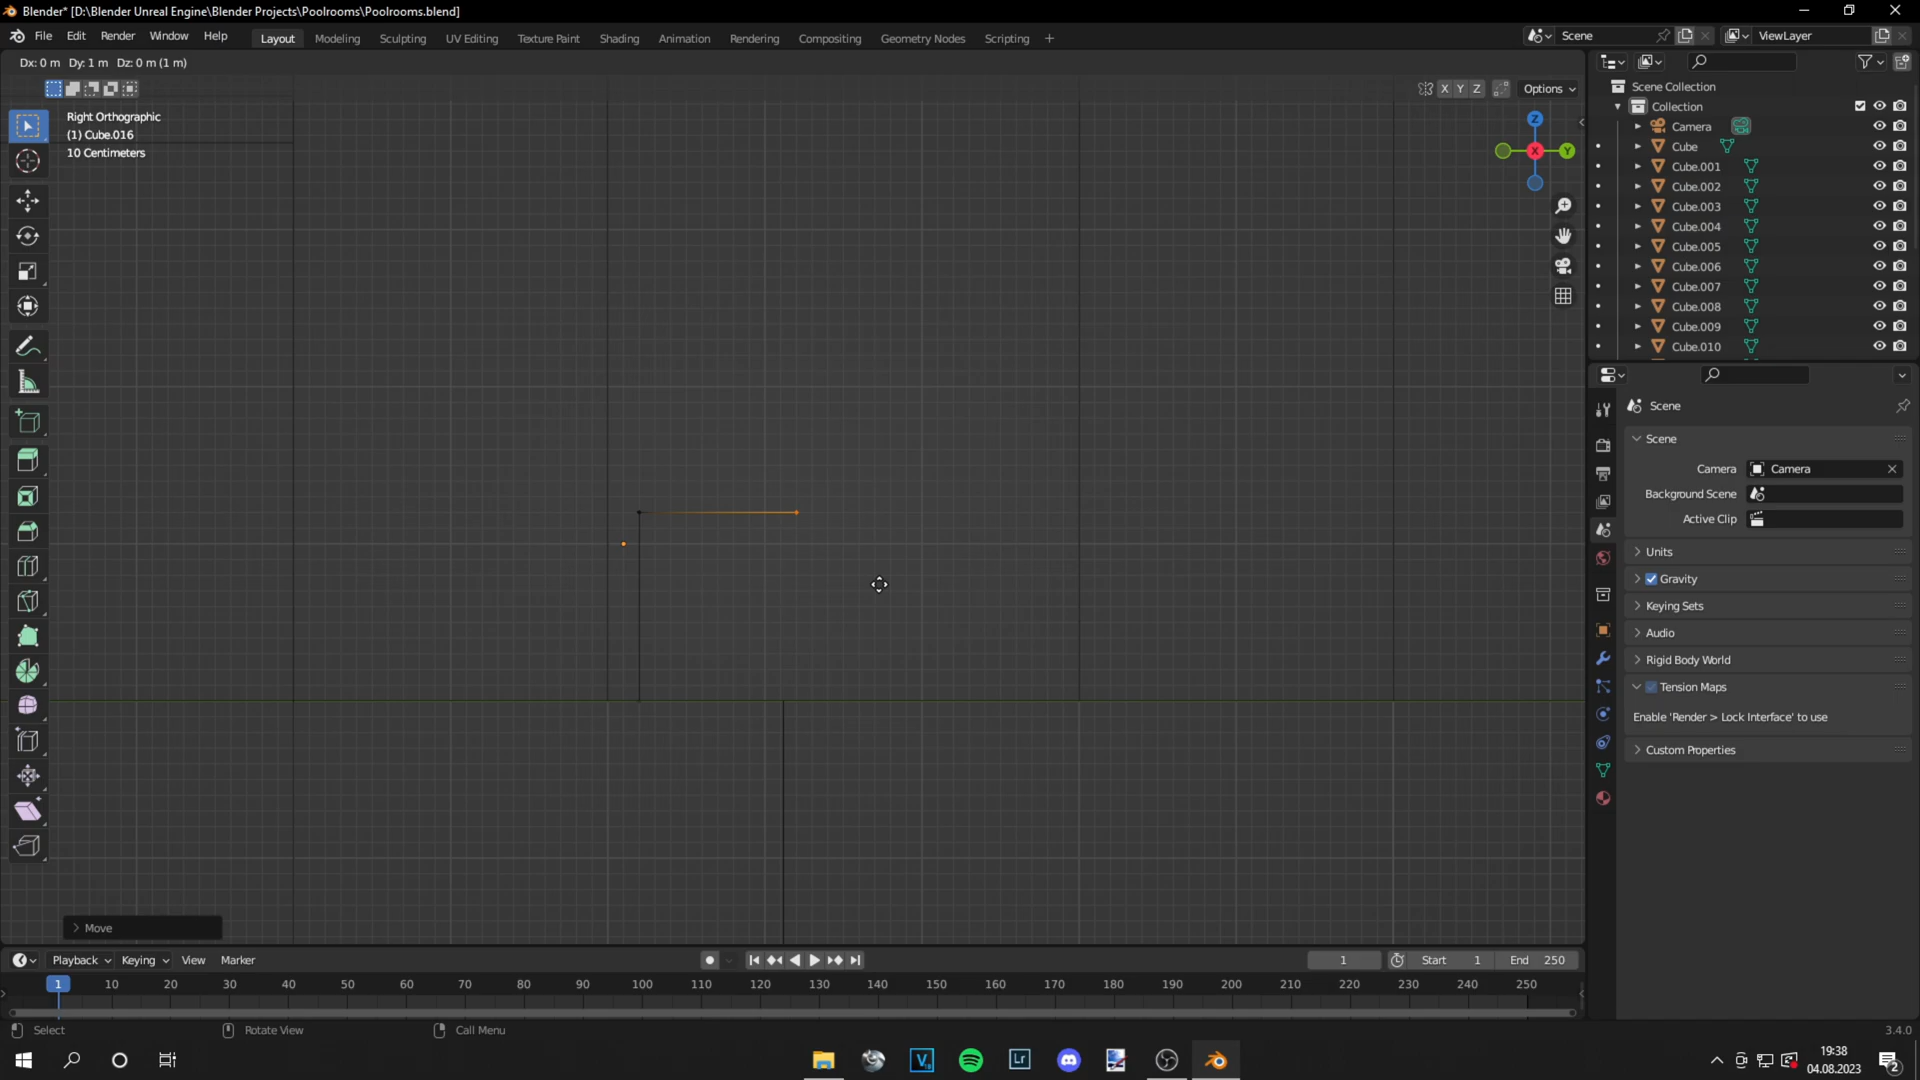 Blender* [D:\Blender Unreal Engine\Blender Projects\Poolrooms\Poolrooms.blend]
File Edit Render Window Help Layout Modeling Sculpting UV Editing Texture Paint Shading Animation Rendering Compositing Geometry Nodes Scripting + Scene ViewLayer
Dx: 0 m Dy: 1 m Dz: 0 m (1 m)
X Y Z Options
Right Orthographic
(1) Cube.016
10 Centimeters
Z
X Y
Scene Collection
Collection
Camera
Cube
Cube.001
Cube.002
Cube.003
Cube.004
Cube.005
Cube.006
Cube.007
Cube.008
Cube.009
Cube.010
Scene
Scene
Camera Camera
Background Scene
Active Clip
Units
Gravity
Keying Sets
Audio
Rigid Body World
Tension Maps
Enable 'Render > Lock Interface' to use
Custom Properties
Move
Playback Keying View Marker 1 Start 1 End 250
1 10 20 30 40 50 60 70 80 90 100 110 120 130 140 150 160 170 180 190 200 210 220 230 240 250
Select Rotate View Call Menu 3.4.0
Lr
19:38
04.08.2023
2